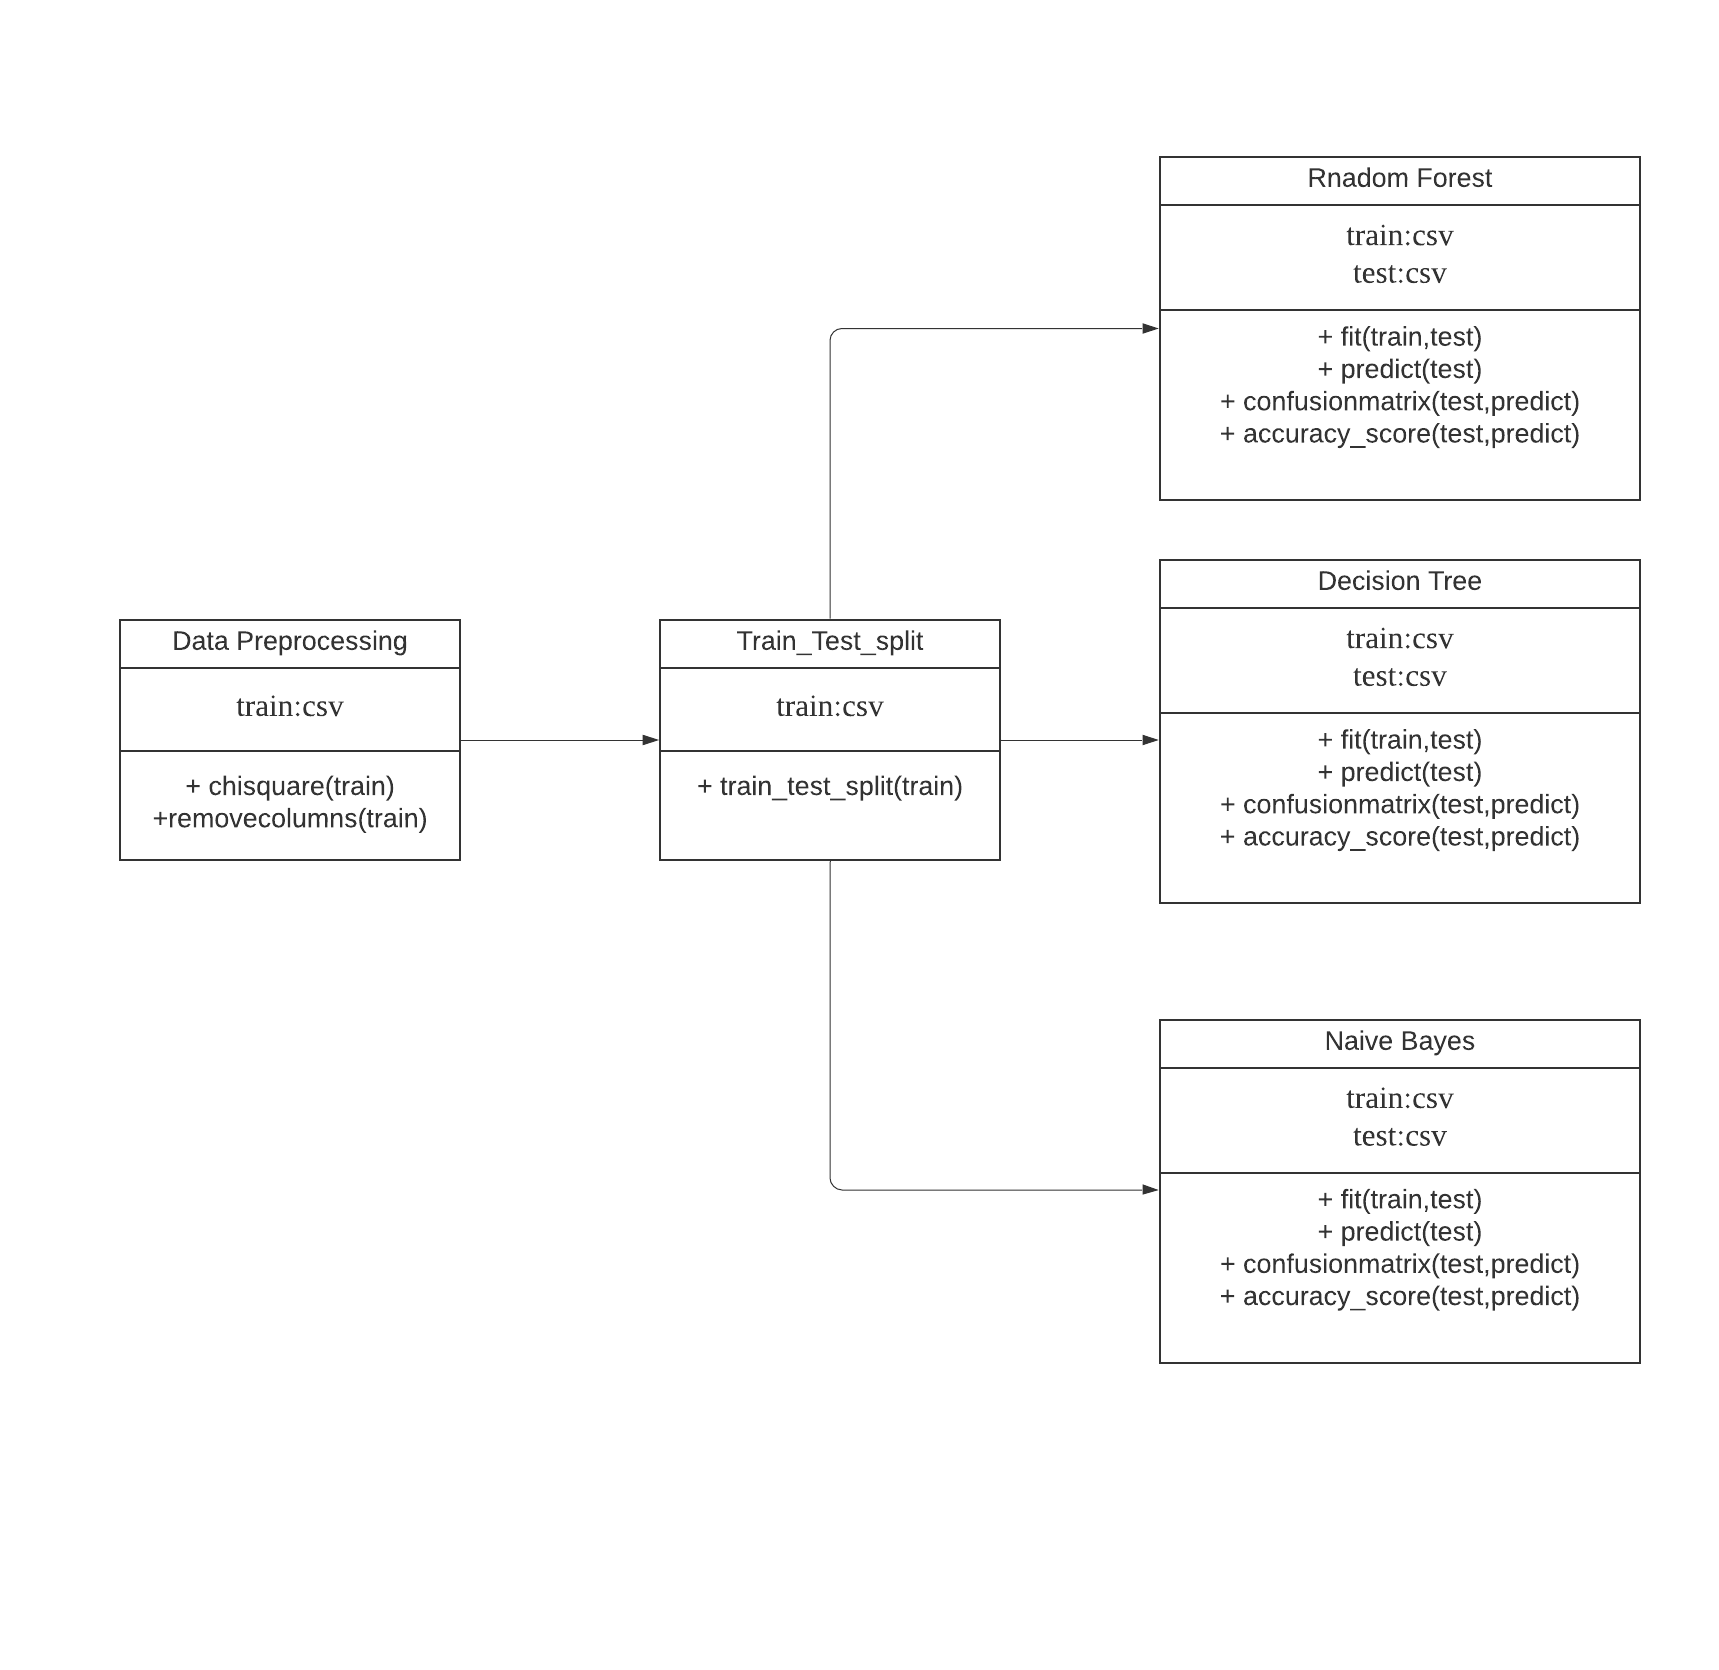 Data Preprocessing
train:csv
+ chisquare(train)
+removecolumns(train)
Train_Test_split
train:csv
+ train_test_split(train)
Rnadom Forest
train:csv
test:csv
+ fit(train,test)
+ predict(test)
+ confusionmatrix(test,predict)
+ accuracy_score(test,predict)
Decision Tree
train:csv
test:csv
+ fit(train,test)
+ predict(test)
+ confusionmatrix(test,predict)
+ accuracy_score(test,predict)
Naive Bayes
train:csv
test:csv
+ fit(train,test)
+ predict(test)
+ confusionmatrix(test,predict)
+ accuracy_score(test,predict)